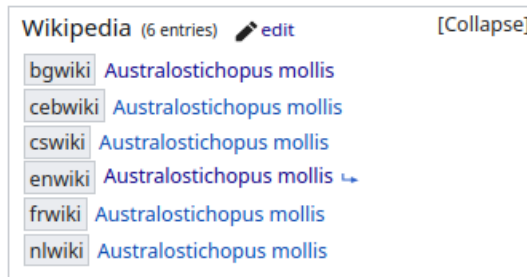 Wikipedia (6 entries) edit [Collapse]
bgwiki Australostichopus mollis
cebwiki Australostichopus mollis
cswiki Australostichopus mollis
enwiki Australostichopus mollis
frwiki Australostichopus mollis
nlwiki Australostichopus mollis